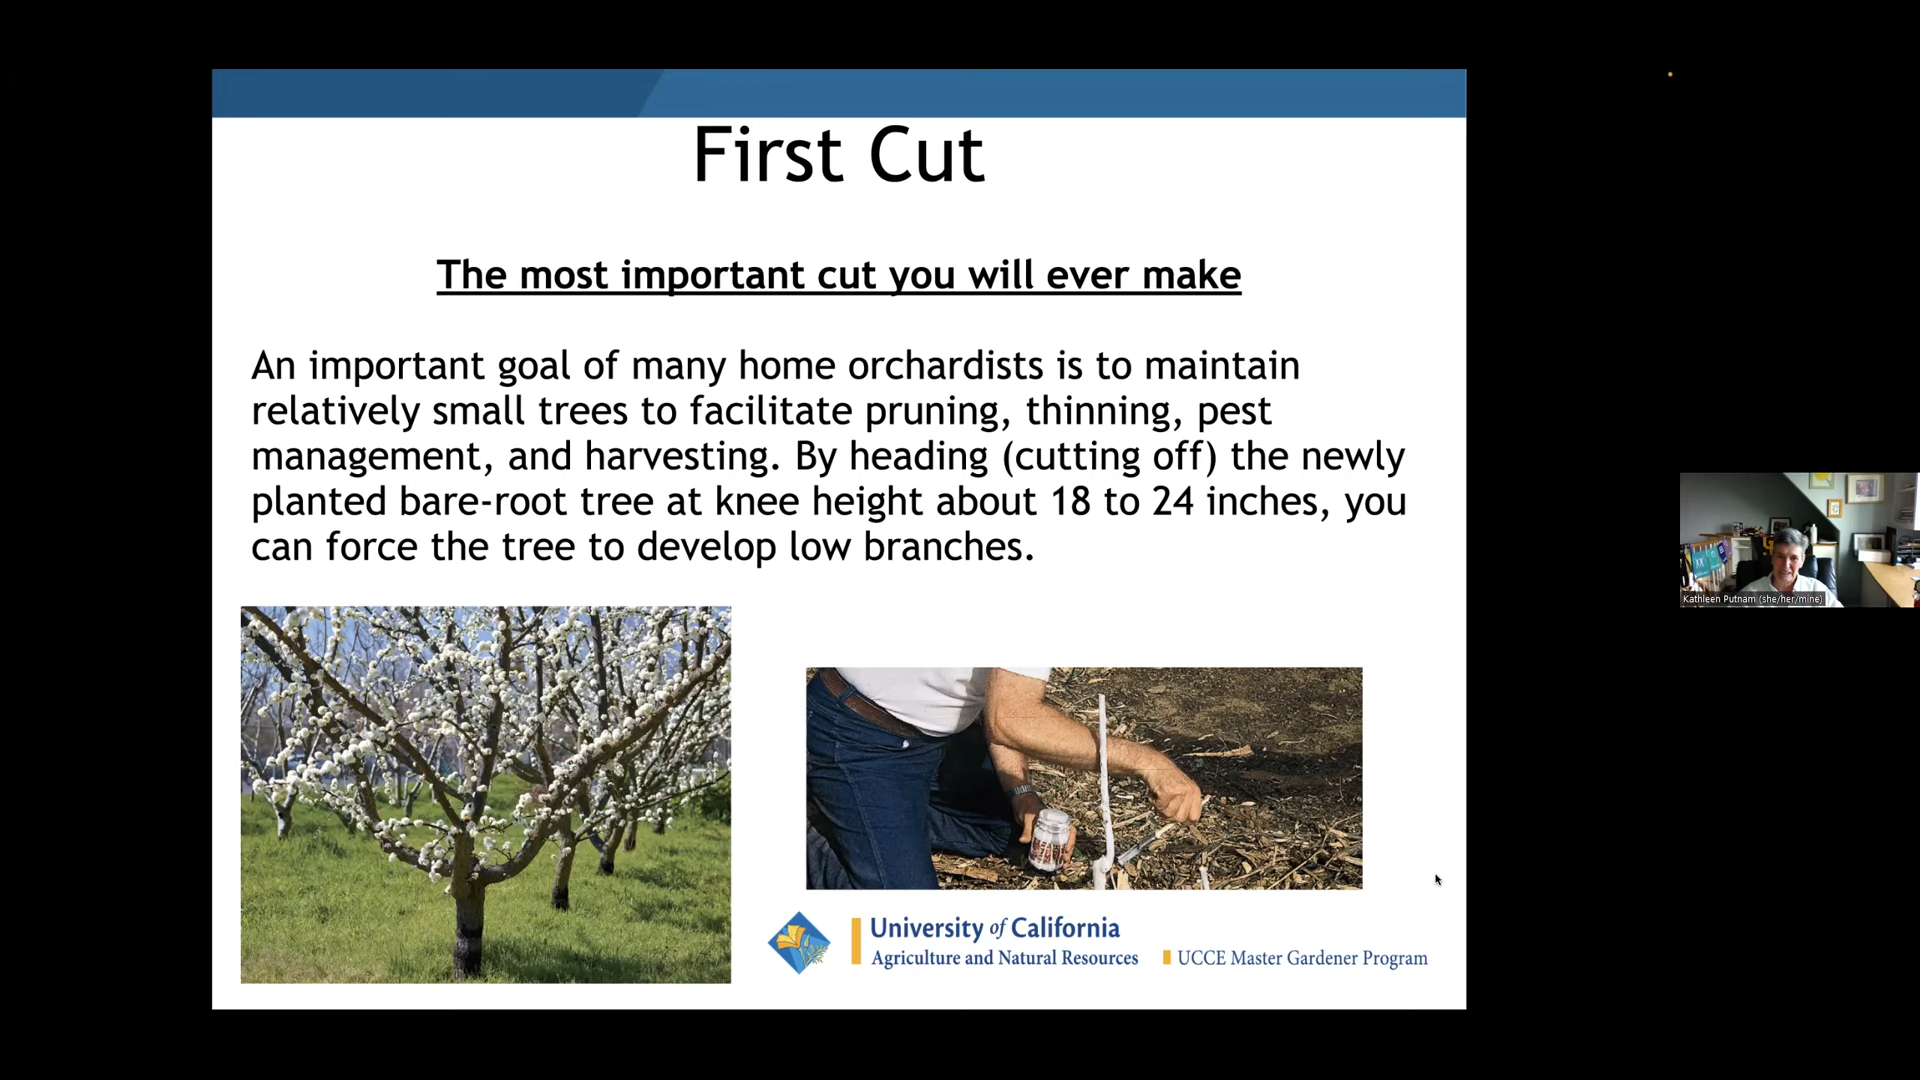 First Cut
The most important cut you will ever make
An important goal of many home orchardists is to maintain
relatively small trees to facilitate pruning, thinning, pest
management, and harvesting. By heading (cutting off) the newly
planted bare-root tree at knee height about 18 to 24 inches, you
can force the tree to develop low branches.
Kathleen Putnam (she/her/mine)
University of California
Agriculture and Natural Resources
UCCE Master Gardener Program